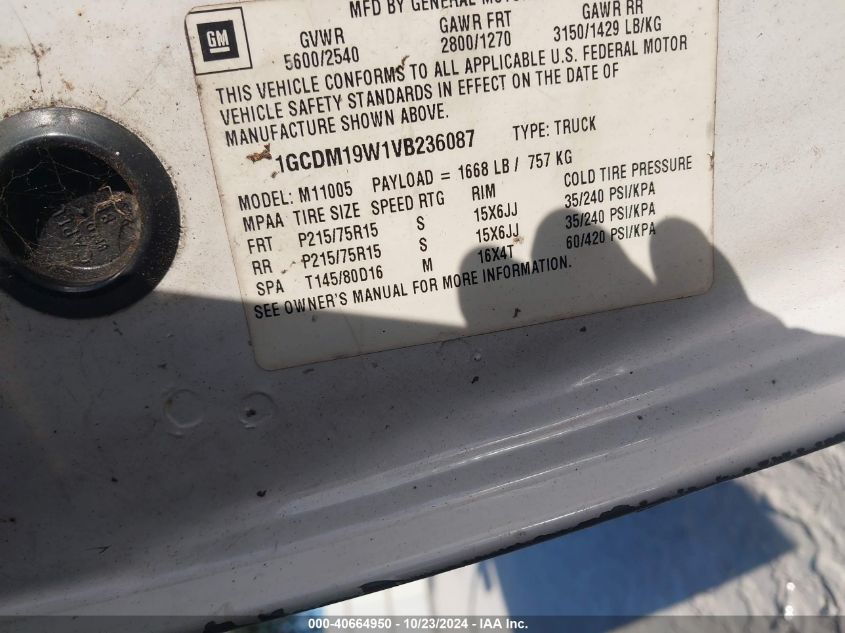 MFD BY GENERAL MOTOR
GM
GVWR GAWR FRT GAWR RR
5600/2540 2800/1270 3150/1429 LB/KG
THIS VEHICLE CONFORMS TO ALL APPLICABLE U.S. FEDERAL MOTOR
VEHICLE SAFETY STANDARDS IN EFFECT ON THE DATE OF
MANUFACTURE SHOWN ABOVE.
1GCDM19W1VB236087 TYPE: TRUCK
MODEL: M11005 PAYLOAD = 1668 LB / 757 KG
MPAA TIRE SIZE SPEED RTG RIM COLD TIRE PRESSURE
FRT P215/75R15 S 15X6JJ 35/240 PSI/KPA
RR P215/75R15 S 15X6JJ 35/240 PSI/KPA
SPA T145/80D16 M 16X4T 60/420 PSI/KPA
SEE OWNER'S MANUAL FOR MORE INFORMATION.
000-40664950 - 10/23/2024 - IAA Inc.